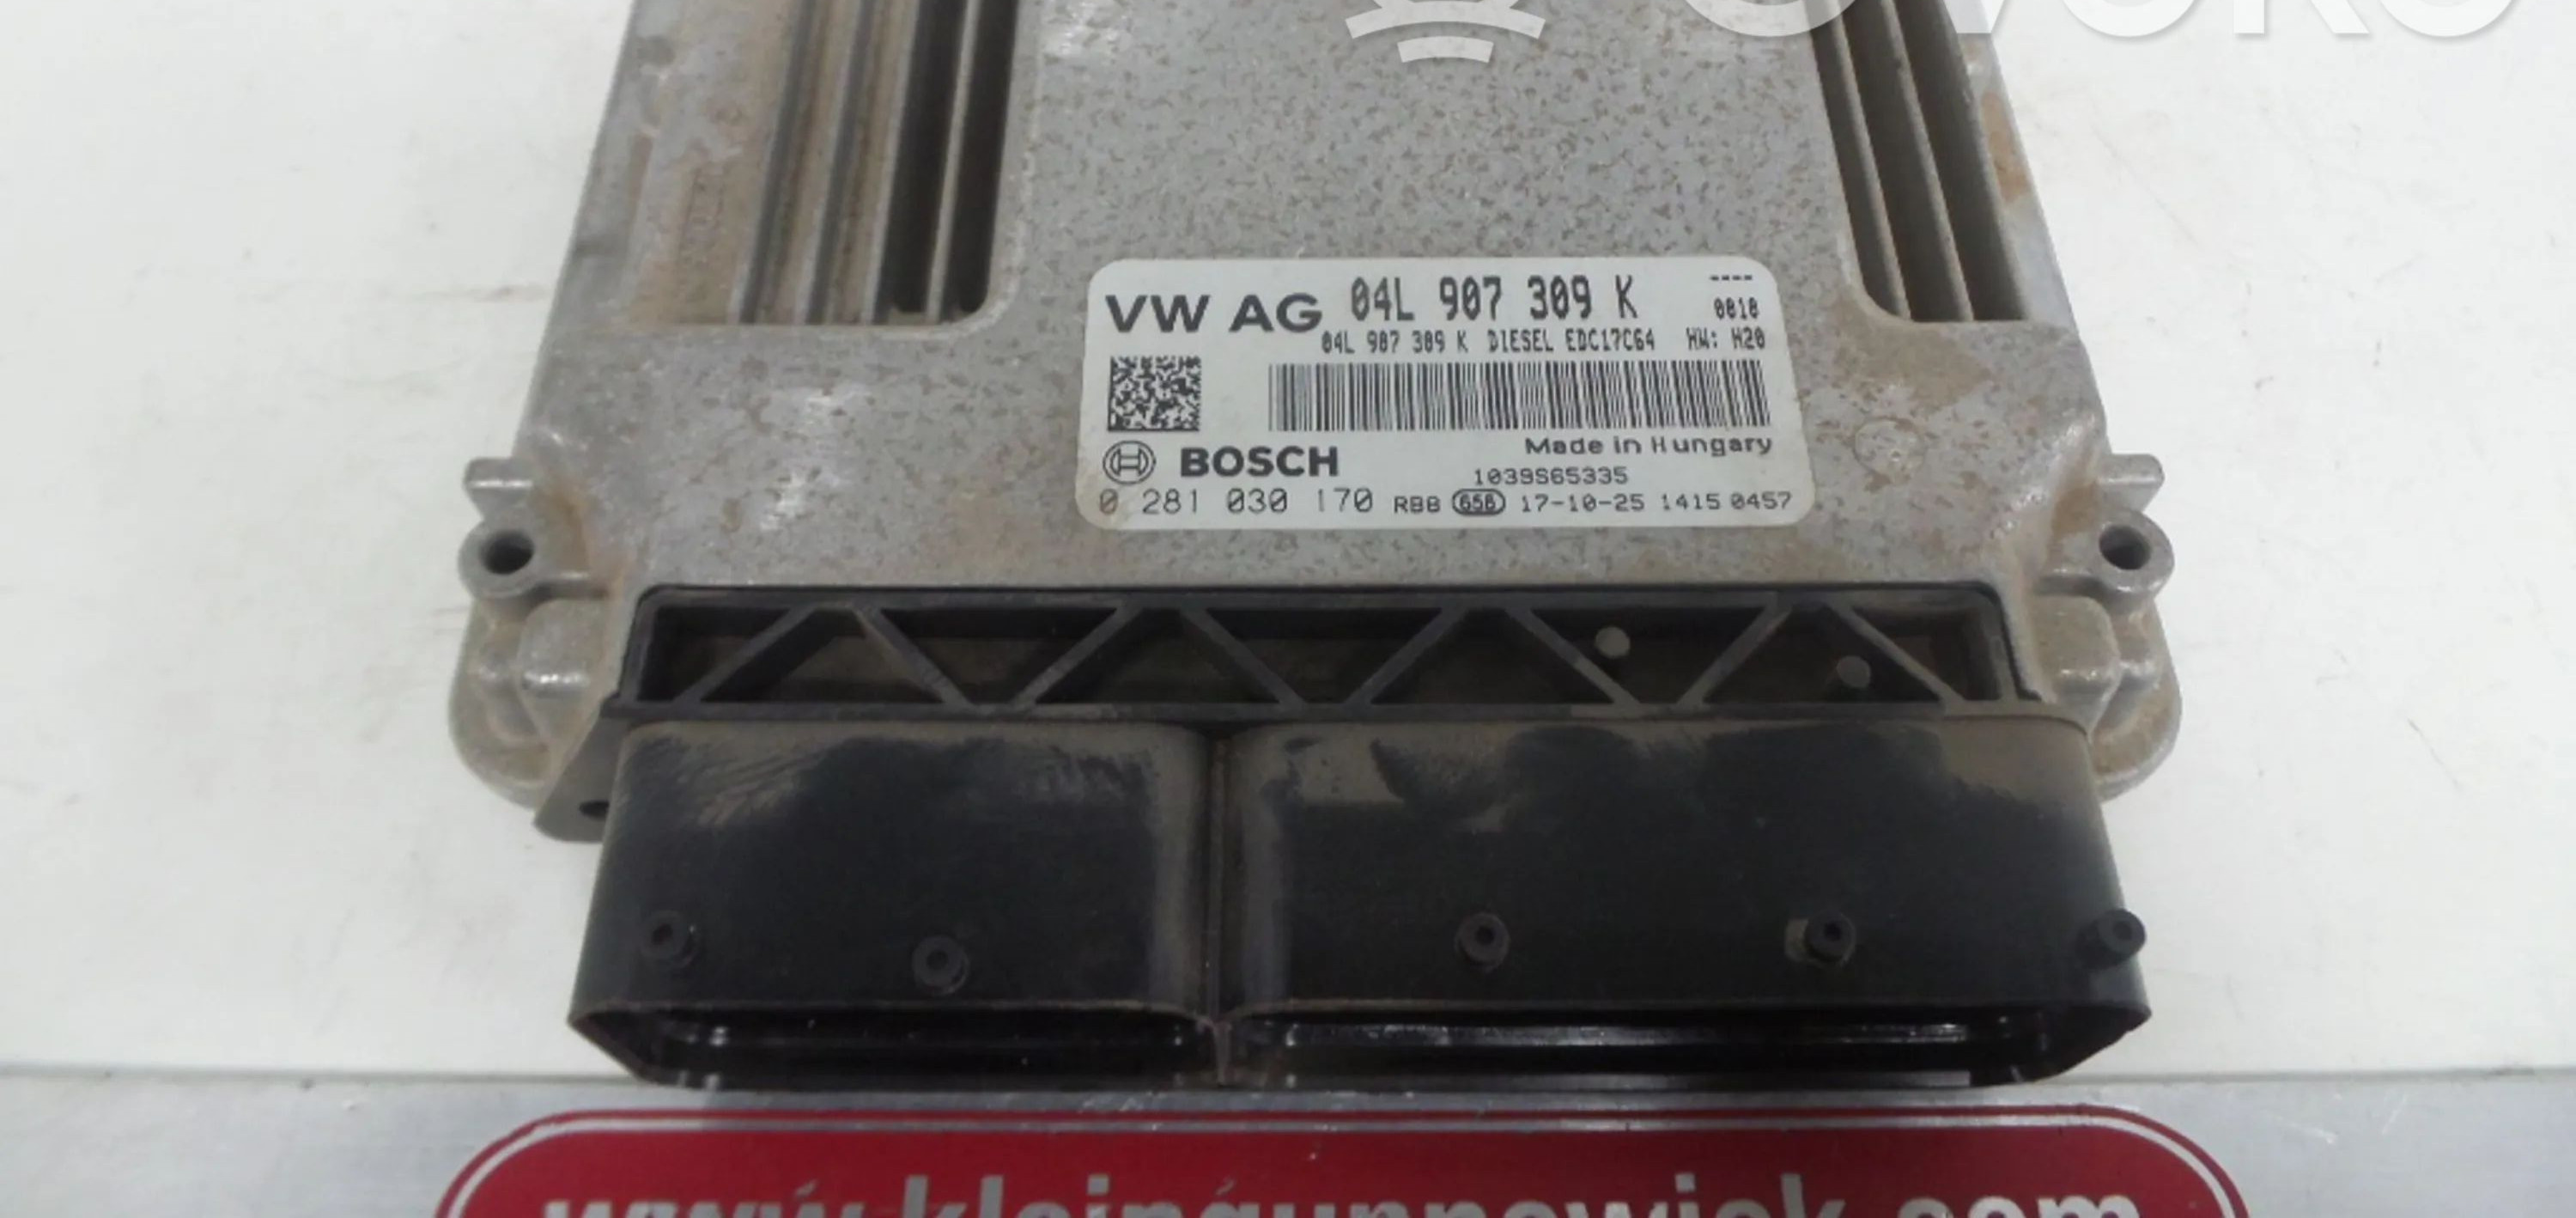 VW AG 04L 907 309 K
----
0010
04L 907 309 K DIESEL EDC17C64 HW: H20
BOSCH
Made in Hungary
1039S65335
0 281 030 170 RBB 656 17-10-25 1415 0457